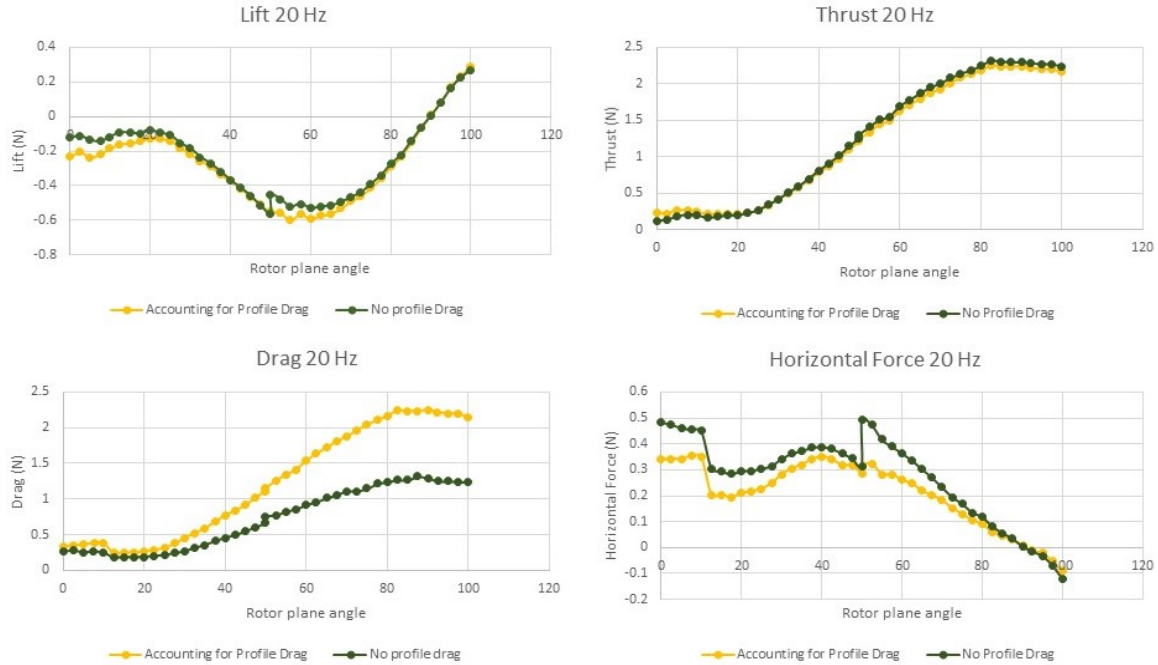 Lift 20 Hz
0.4
0.2
0
-0.2
-0.4
-0.6
-0.8
0 20 40 60 80 100 120
Lift (N)
Rotor plane angle
Accounting for Profile Drag No profile Drag
Thrust 20 Hz
2.5
2
1.5
1
0.5
0
0 20 40 60 80 100 120
Thrust (N)
Rotor plane angle
Accounting for Profile Drag No Profile Drag
Drag 20 Hz
2.5
2
1.5
1
0.5
0
0 20 40 60 80 100 120
Drag (N)
Rotor plane angle
Accounting for Profile Drag No profile drag
Horizontal Force 20 Hz
0.6
0.5
0.4
0.3
0.2
0.1
0
-0.1
-0.2
0 20 40 60 80 100 120
Horizontal Force (N)
Rotor plane angle
Accounting for Profile Drag No Profile Drag